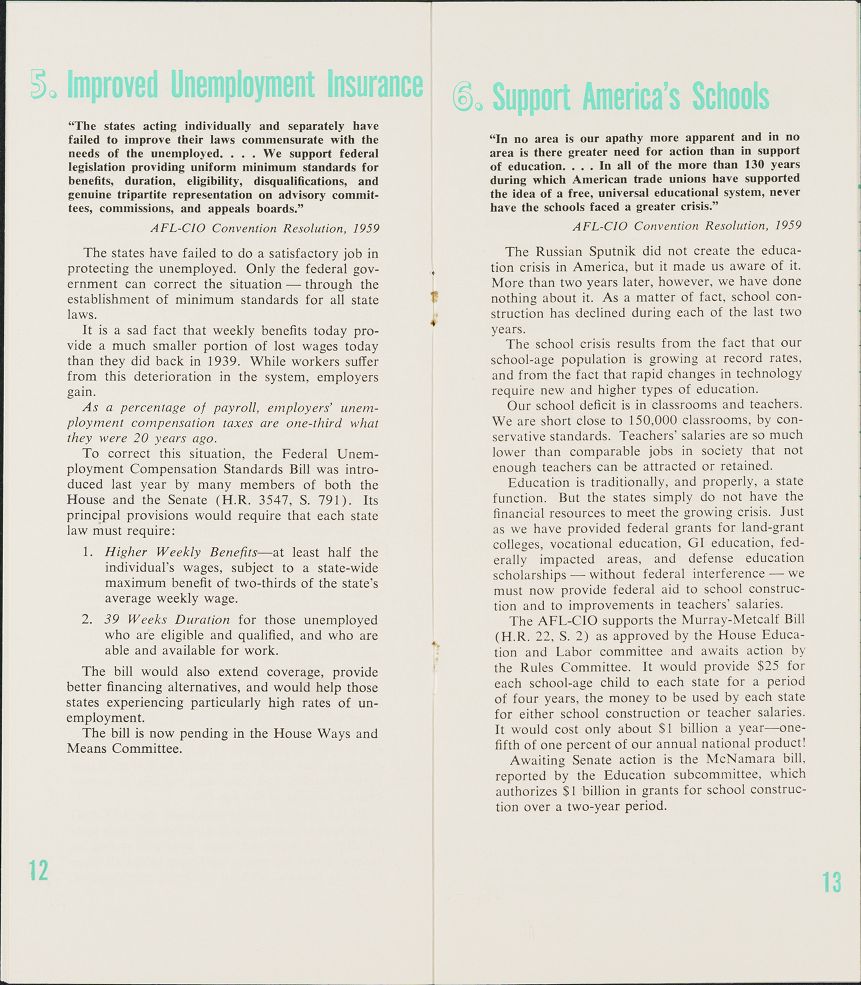 5. Improved Unemployment Insurance
“The states acting individually and separately have
failed to improve their laws commensurate with the
needs of the unemployed. . . . We support federal
legislation providing uniform minimum standards for
benefits, duration, eligibility, disqualifications, and
genuine tripartite representation on advisory commit-
tees, commissions, and appeals boards.”
AFL-CIO Convention Resolution, 1959
The states have failed to do a satisfactory job in
protecting the unemployed. Only the federal gov-
ernment can correct the situation — through the
establishment of minimum standards for all state
laws.
It is a sad fact that weekly benefits today pro-
vide a much smaller portion of lost wages today
than they did back in 1939. While workers suffer
from this deterioration in the system, employers
gain.
As a percentage of payroll, employers’ unem-
ployment compensation taxes are one-third what
they were 20 years ago.
To correct this situation, the Federal Unem-
ployment Compensation Standards Bill was intro-
duced last year by many members of both the
House and the Senate (H.R. 3547, S. 791). Its
principal provisions would require that each state
law must require:
1. Higher Weekly Benefits—at least half the
individual’s wages, subject to a state-wide
maximum benefit of two-thirds of the state’s
average weekly wage.
2. 39 Weeks Duration for those unemployed
who are eligible and qualified, and who are
able and available for work.
The bill would also extend coverage, provide
better financing alternatives, and would help those
states experiencing particularly high rates of un-
employment.
The bill is now pending in the House Ways and
Means Committee.
12
6. Support America’s Schools
“In no area is our apathy more apparent and in no
area is there greater need for action than in support
of education. . . . In all of the more than 130 years
during which American trade unions have supported
the idea of a free, universal educational system, never
have the schools faced a greater crisis.”
AFL-CIO Convention Resolution, 1959
The Russian Sputnik did not create the educa-
tion crisis in America, but it made us aware of it.
More than two years later, however, we have done
nothing about it. As a matter of fact, school con-
struction has declined during each of the last two
years.
The school crisis results from the fact that our
school-age population is growing at record rates,
and from the fact that rapid changes in technology
require new and higher types of education.
Our school deficit is in classrooms and teachers.
We are short close to 150,000 classrooms, by con-
servative standards. Teachers’ salaries are so much
lower than comparable jobs in society that not
enough teachers can be attracted or retained.
Education is traditionally, and properly, a state
function. But the states simply do not have the
financial resources to meet the growing crisis. Just
as we have provided federal grants for land-grant
colleges, vocational education, GI education, fed-
erally impacted areas, and defense education
scholarships — without federal interference — we
must now provide federal aid to school construc-
tion and to improvements in teachers’ salaries.
The AFL-CIO supports the Murray-Metcalf Bill
(H.R. 22, S. 2) as approved by the House Educa-
tion and Labor committee and awaits action by
the Rules Committee. It would provide $25 for
each school-age child to each state for a period
of four years, the money to be used by each state
for either school construction or teacher salaries.
It would cost only about $1 billion a year—one-
fifth of one percent of our annual national product!
Awaiting Senate action is the McNamara bill,
reported by the Education subcommittee, which
authorizes $1 billion in grants for school construc-
tion over a two-year period.
13